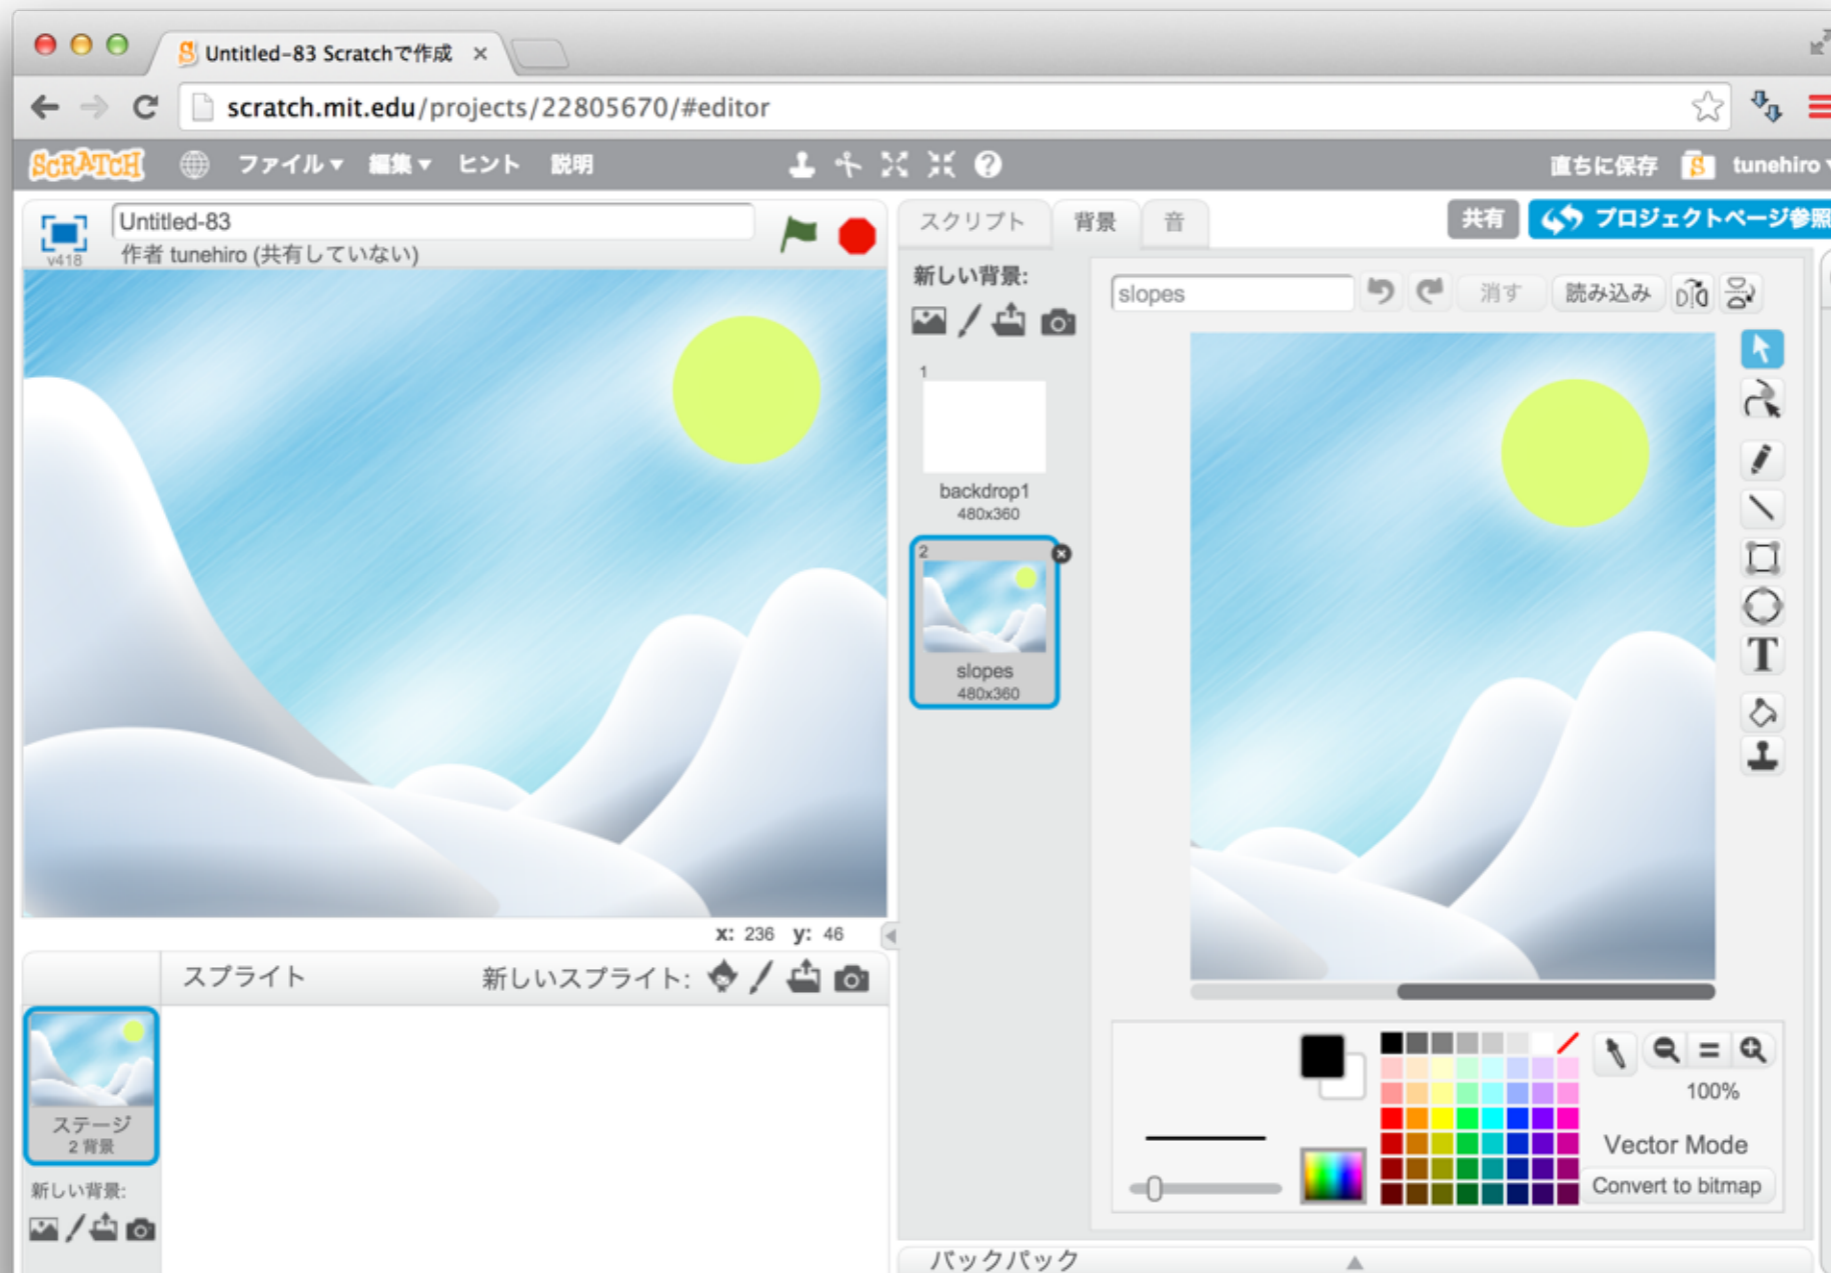 Untitled-83 Scratchで作成
scratch.mit.edu/projects/22805670/#editor
SCRATCH ファイル 編集 ヒント 説明 直ちに保存 tunehiro
Untitled-83
作者 tunehiro (共有していない)
v418
スクリプト 背景 音 共有 プロジェクトページ参照
新しい背景:
slopes 消す 読み込み
1
backdrop1
480x360
2
slopes
480x360
T
x: 236 y: 46
スプライト 新しいスプライト:
ステージ
2 背景
新しい背景:
100%
Vector Mode
Convert to bitmap
バックパック